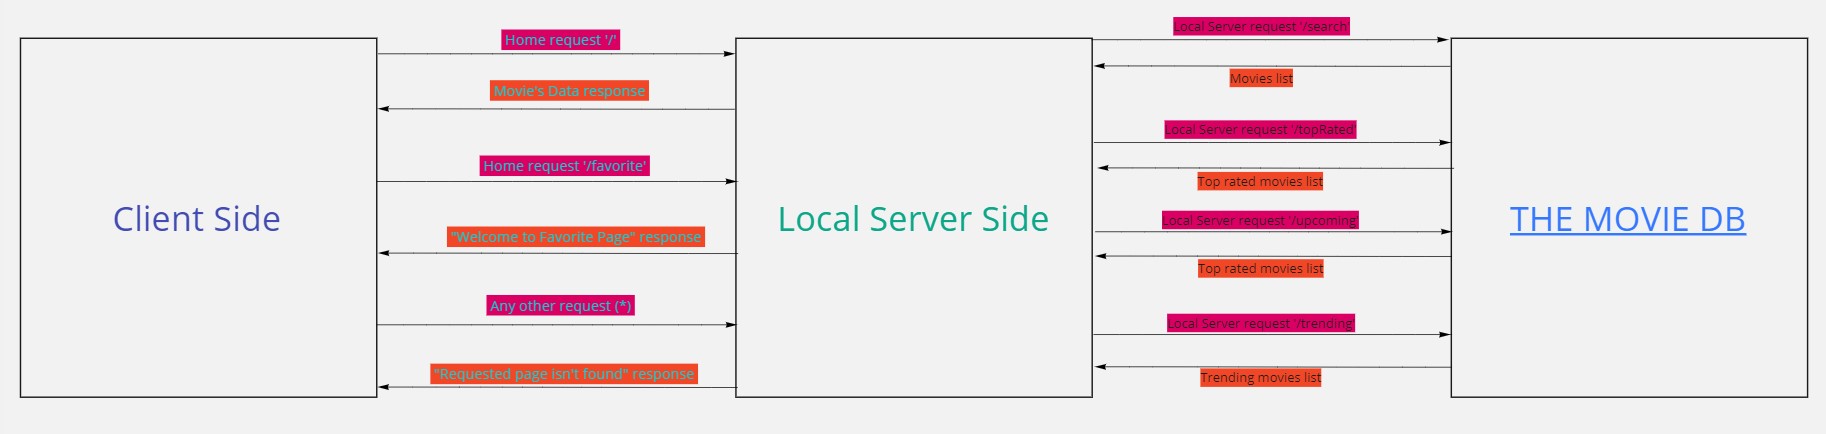 Home request '/'
Movie's Data response
Home request '/favorite'
"Welcome to Favorite Page" response
Any other request (*)
"Requested page isn't found" response
Client Side
Local Server Side
Local Server request '/search'
Movies list
Local Server request '/topRated'
Top rated movies list
Local Server request '/upcoming'
Top rated movies list
Local Server request '/trending'
Trending movies list
THE MOVIE DB